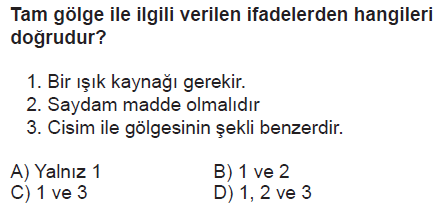 Tam gölge ile ilgili verilen ifadelerden hangileri
doğrudur?
1. Bir ışık kaynağı gerekir.
2. Saydam madde olmalıdır
3. Cisim ile gölgesinin şekli benzerdir.
A) Yalnız 1 B) 1 ve 2
C) 1 ve 3 D) 1, 2 ve 3